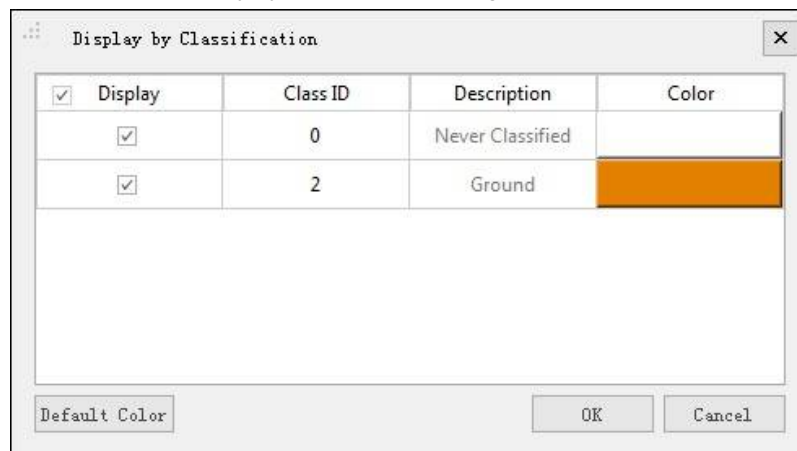 Display by Classification
Display Class ID Description Color
0 Never Classified
2 Ground
Default Color OK Cancel